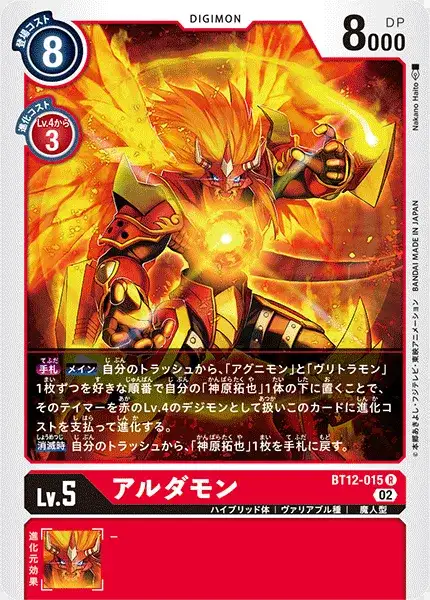 DIGIMON
登場コスト
8
8000
DP
進化コスト
Lv.4から
3
Nakano Haito
BANDAI MADE IN JAPAN
© 本郷あきよし・フジテレビ・東映アニメーション
手札 メイン 自分のトラッシュから、「アグニモン」と「ヴリトラモン」
1枚ずつを好きな順番で自分の「神原拓也」1体の下に置くことで、
そのテイマーを赤のLv.4のデジモンとして扱いこのカードに進化コ
ストを支払って進化する。
消滅時 自分のトラッシュから、「神原拓也」1枚を手札に戻す。
BT12-015 R
Lv.5
アルダモン
02
ハイブリッド体 | ヴァリアブル種 | 魔人型
進化元効果
–